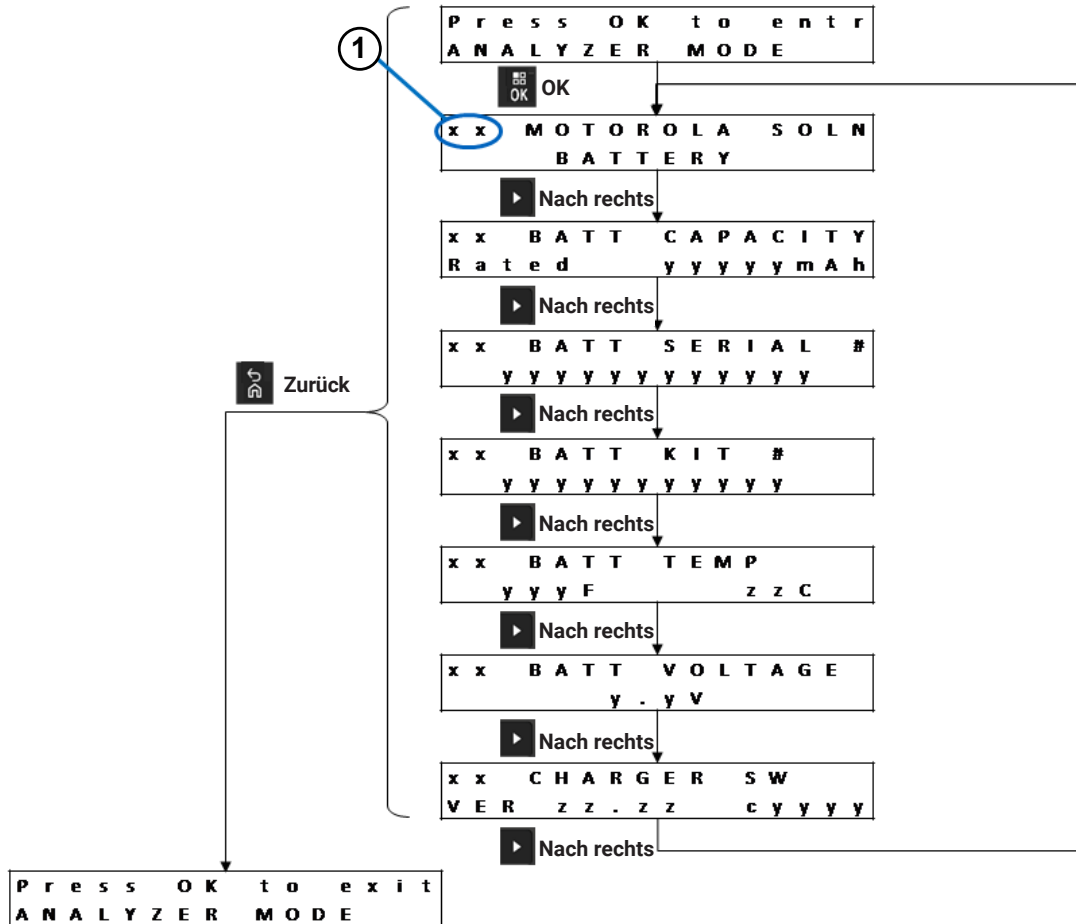 Press OK to entr
ANALYZER MODE
1
OK OK
xx MOTOROLA SOLN
BATTERY
Nach rechts
xx BATT CAPACITY
Rated yyyyymAh
Nach rechts
xx BATT SERIAL #
yyyyyyyyyyyy
Zurück
Nach rechts
xx BATT KIT #
yyyyyyyyyyy
Nach rechts
xx BATT TEMP
yyyF zzC
Nach rechts
xx BATT VOLTAGE
y.yV
Nach rechts
xx CHARGER SW
VER zz.zz cyyyy
Nach rechts
Press OK to exit
ANALYZER MODE